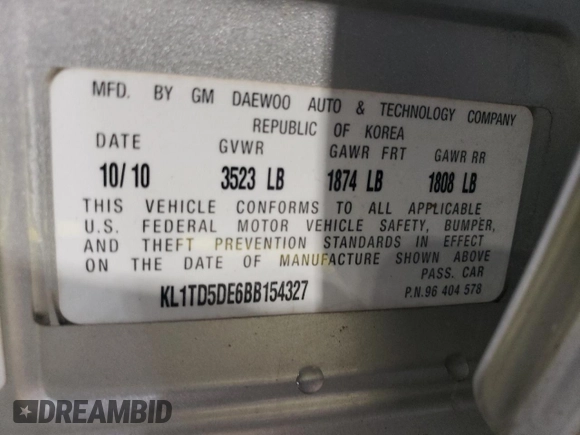 MFD. BY GM DAEWOO AUTO & TECHNOLOGY COMPANY
REPUBLIC OF KOREA
DATE GVWR GAWR FRT GAWR RR
10/10 3523 LB 1874 LB 1808 LB
THIS VEHICLE CONFORMS TO ALL APPLICABLE
U.S. FEDERAL MOTOR VEHICLE SAFETY, BUMPER,
AND THEFT PREVENTION STANDARDS IN EFFECT
ON THE DATE OF MANUFACTURE SHOWN ABOVE
PASS. CAR
KL1TD5DE6BB154327
P.N.96 404 578
DREAMBID